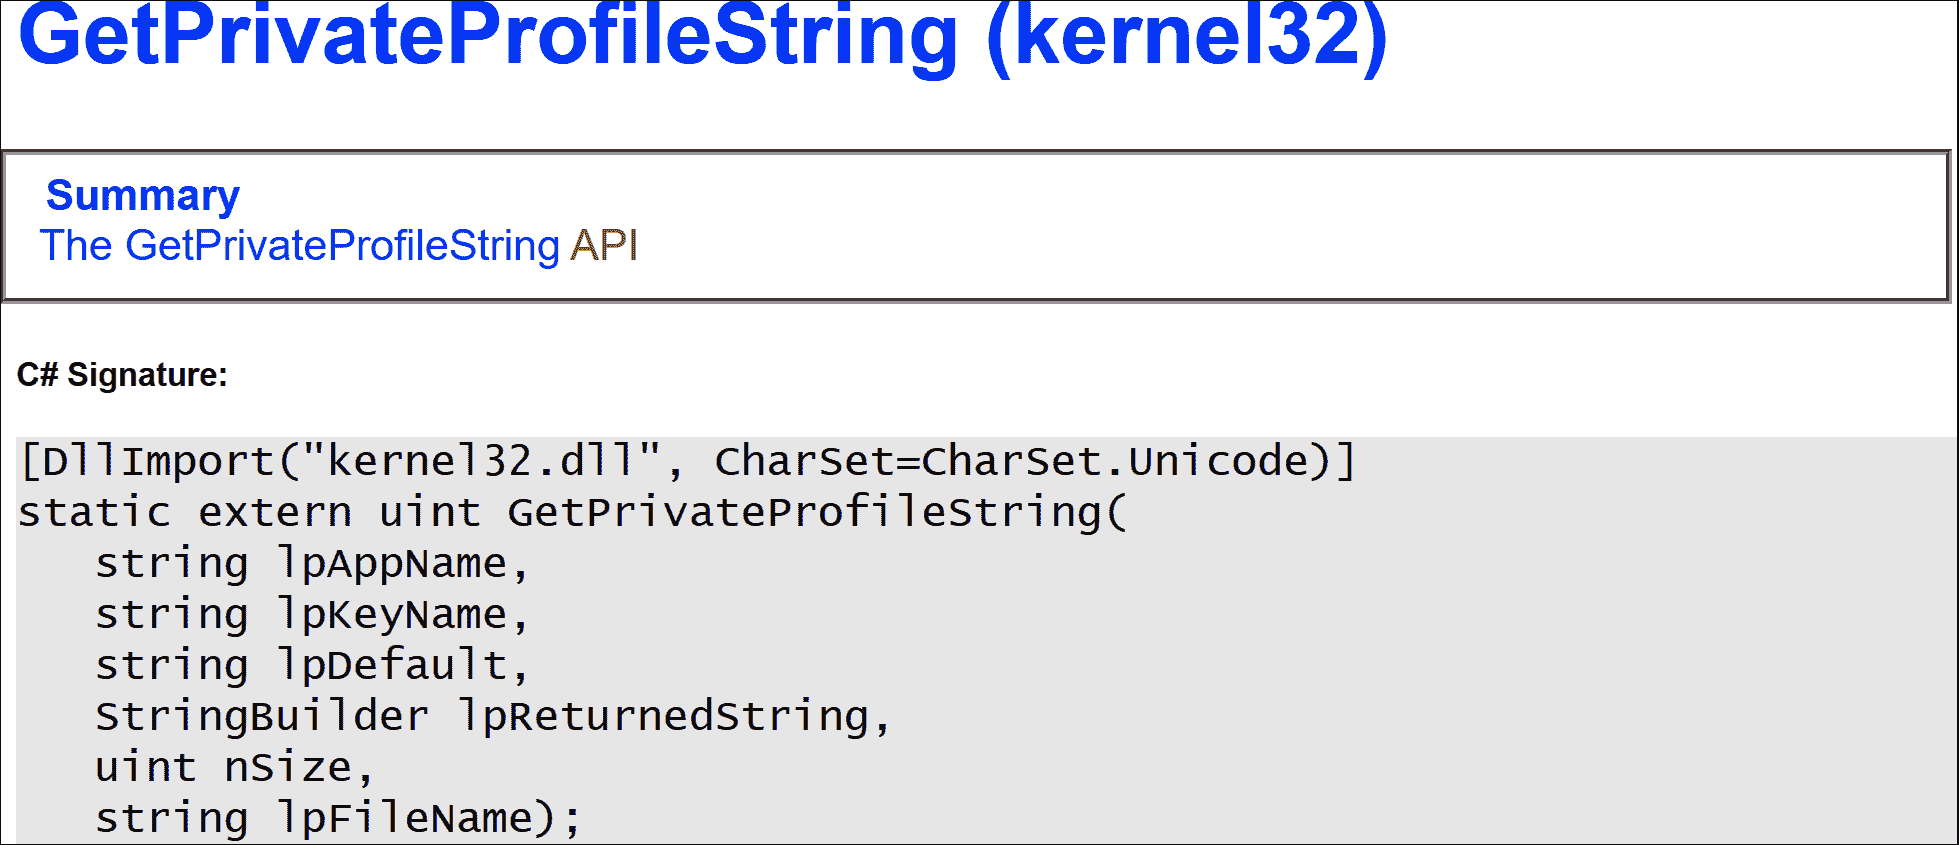 GetPrivateProfileString (kernel32)
Summary
The GetPrivateProfileString API
C# Signature:
[DllImport("kernel32.dll", CharSet=CharSet.Unicode)]
static extern uint GetPrivateProfileString(
   string lpAppName,
   string lpKeyName,
   string lpDefault,
   StringBuilder lpReturnedString,
   uint nSize,
   string lpFileName);